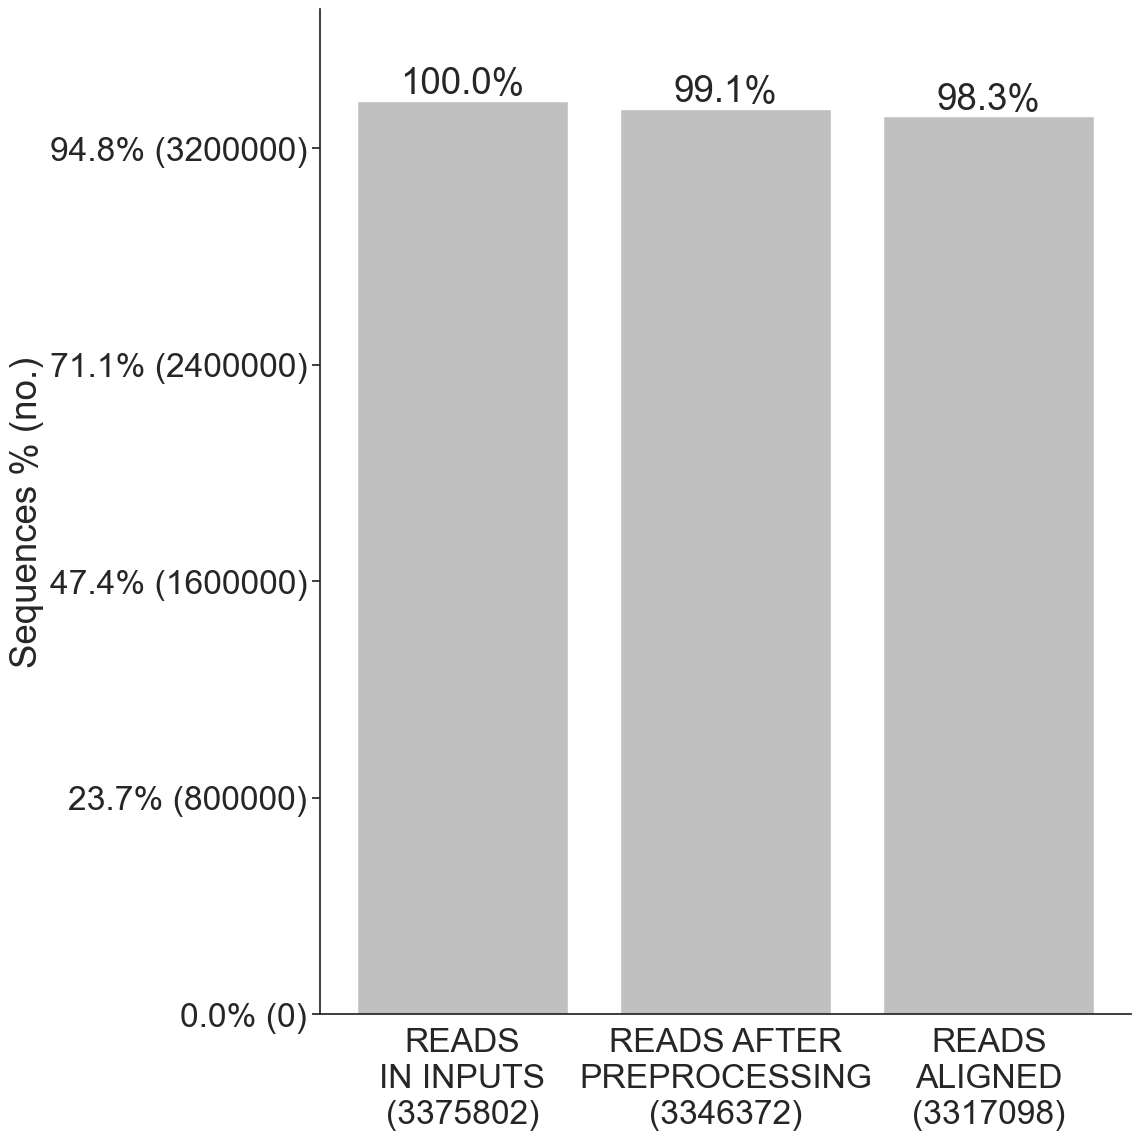 100.0%
99.1%
98.3%
94.8% (3200000)
71.1% (2400000)
47.4% (1600000)
23.7% (800000)
0.0% (0)
Sequences % (no.)
READS
IN INPUTS
(3375802)
READS AFTER
PREPROCESSING
(3346372)
READS
ALIGNED
(3317098)